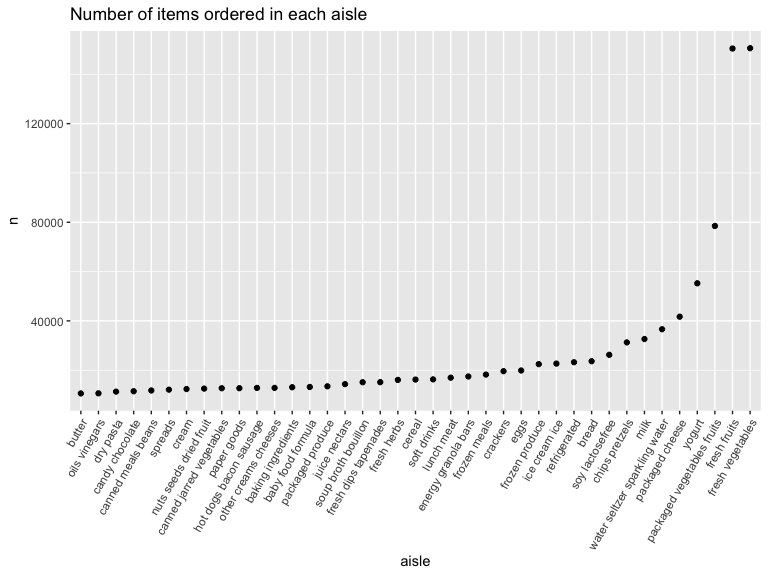 Number of items ordered in each aisle
120000
80000
40000
n
butter
oils vinegars
dry pasta
candy chocolate
canned meals beans
spreads
cream
nuts seeds dried fruit
canned jarred vegetables
paper goods
hot dogs bacon sausage
other creams cheeses
baking ingredients
baby food formula
packaged produce
juice nectars
soup broth bouillon
fresh dips tapenades
fresh herbs
cereal
soft drinks
lunch meat
energy granola bars
frozen meals
crackers
eggs
frozen produce
ice cream ice
refrigerated
bread
soy lactosefree
chips pretzels
milk
water seltzer sparkling water
packaged cheese
yogurt
packaged vegetables fruits
fresh fruits
fresh vegetables
aisle